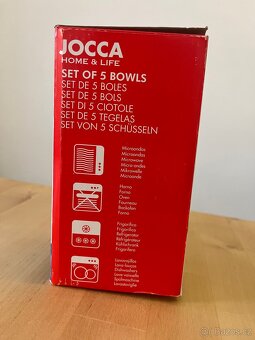 JOCCA
HOME & LIFE
SET OF 5 BOWLS
SET DE 5 BOLES
SET DE 5 BOLS
SET DI 5 CIOTOLE
SET DE 5 TEGELAS
SET VON 5 SCHÜSSELN
Microondas
Microondas
Microwave
Micro-ondes
Mikrowelle
Microonde
Horno
Forno
Oven
Fourneau
Backofen
Forno
Frigorífico
Frigorífico
Refrigerator
Réfrigérateur
Kühlschrank
Frigorifero
Lavavajillas
Lava-louças
Dishwashers
Lave-vaisselle
Spülmaschine
Lavastoviglie